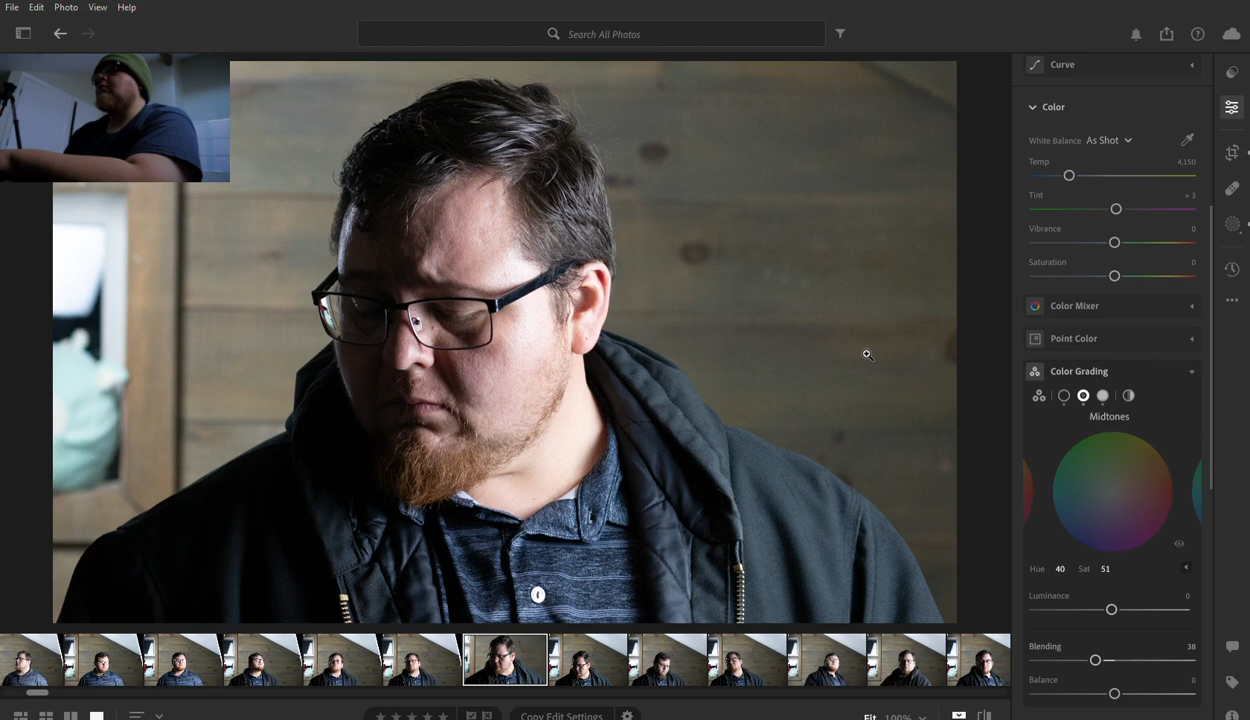 File Edit Photo View Help
Search All Photos
Curve
Color
White Balance As Shot
Temp 4,150
Tint + 3
Vibrance 0
Saturation 0
Color Mixer
Point Color
Color Grading
Midtones
Hue 40 Sat 51
Luminance 0
Blending 38
Balance 0
Copy Edit Settings
Fit 100%